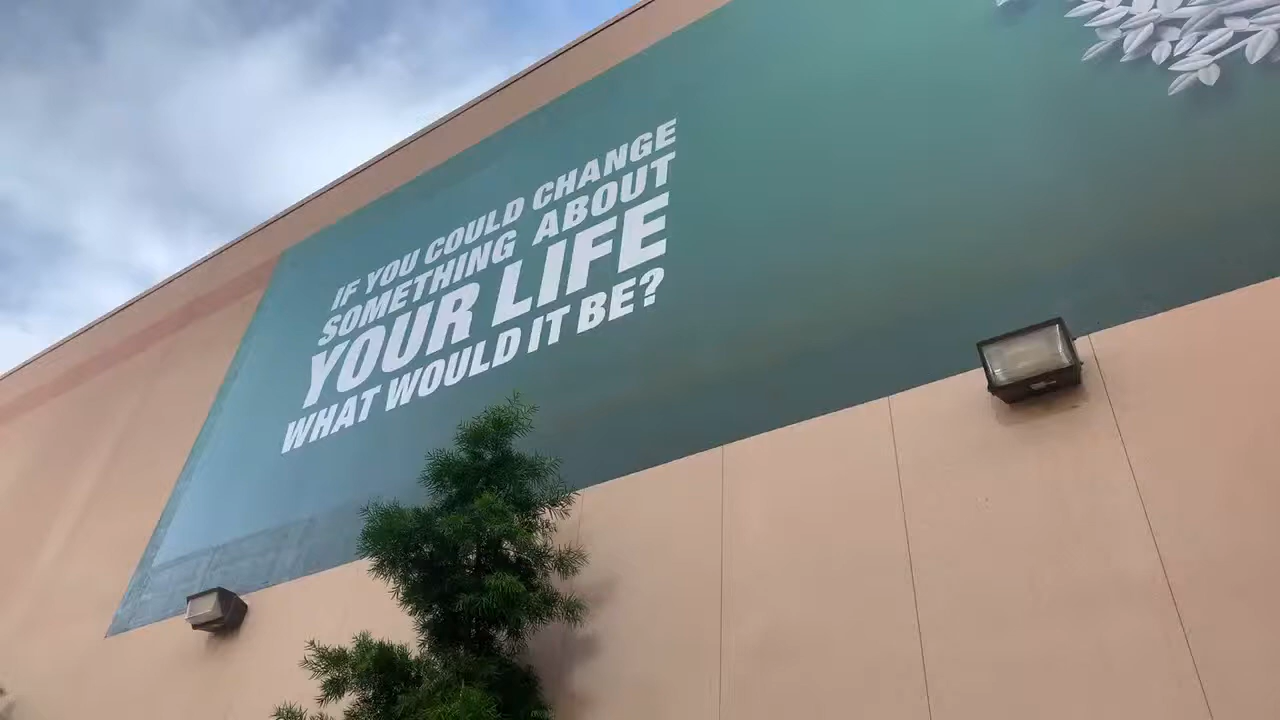 IF YOU COULD CHANGE
SOMETHING ABOUT
YOUR LIFE
WHAT WOULD IT BE?